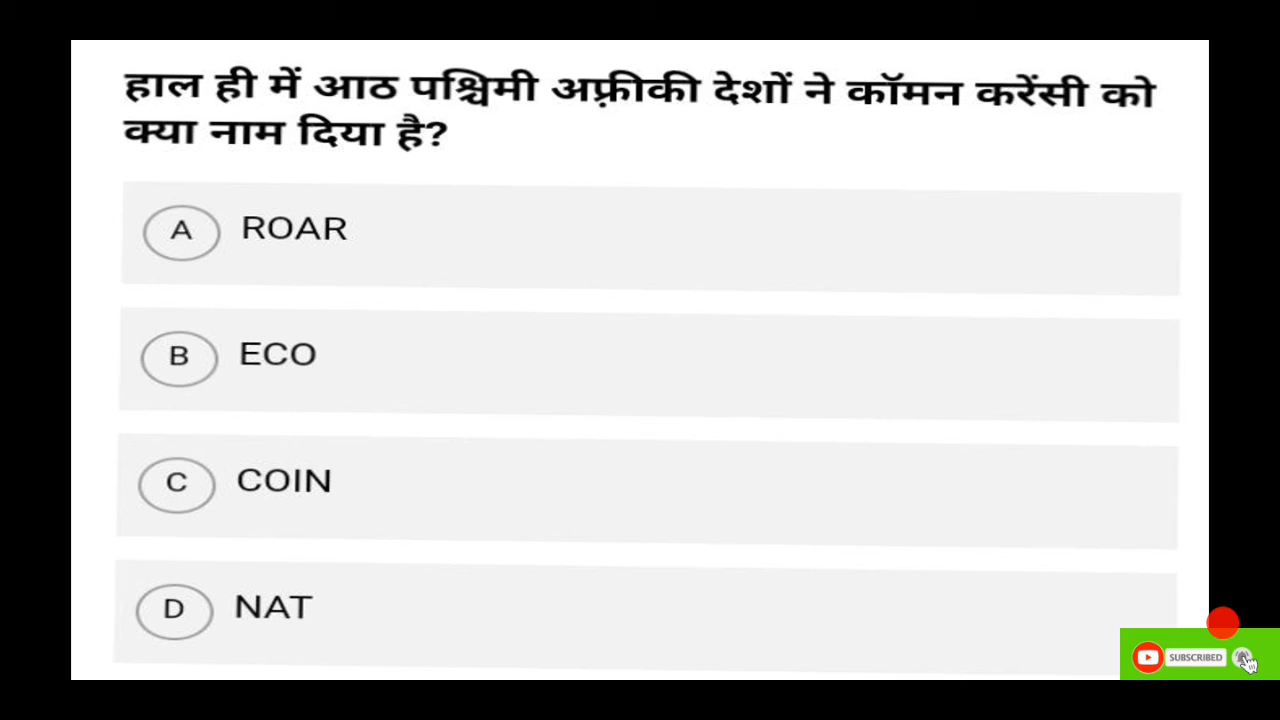 हाल ही में आठ पश्चिमी अफ़्रीकी देशों ने कॉमन करेंसी को
क्या नाम दिया है?
A ROAR
B ECO
C COIN
D NAT
SUBSCRIBED